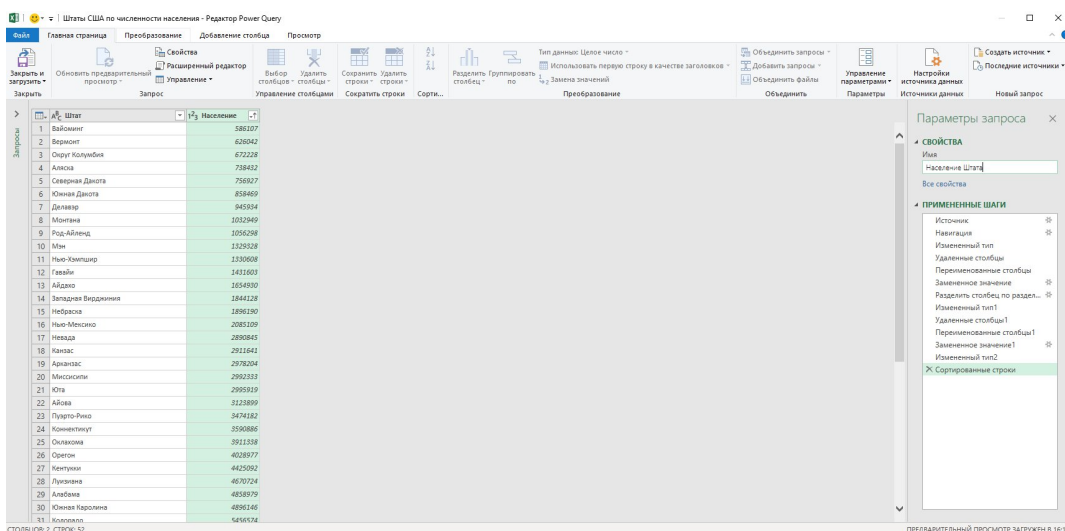 Штаты США по численности населения - Редактор Power Query
Файл Главная страница Преобразование Добавление столбца Просмотр
Закрыть и загрузить
Обновить предварительный просмотр
Свойства
Расширенный редактор
Управление
Выбор столбцов
Удалить столбцы
Сохранить строки
Удалить строки
Разделить столбец
Группировать по
Тип данных: Целое число
Использовать первую строку в качестве заголовков
Замена значений
Объединить запросы
Добавить запросы
Объединить файлы
Управление параметрами
Настройки источника данных
Создать источник
Последние источники
Закрыть Запрос Управление столбцами Сократить строки Сорти... Преобразование Объединить Параметры Источники данных Новый запрос
Запросы
Штат Население
1 Вайоминг 586107
2 Вермонт 626042
3 Округ Колумбия 672228
4 Аляска 738432
5 Северная Дакота 756927
6 Южная Дакота 858469
7 Делавэр 945934
8 Монтана 1032949
9 Род-Айленд 1056298
10 Мэн 1329328
11 Нью-Хэмпшир 1330608
12 Гавайи 1431603
13 Айдахо 1654930
14 Западная Вирджиния 1844128
15 Небраска 1896190
16 Нью-Мексико 2085109
17 Невада 2890845
18 Канзас 2911641
19 Арканзас 2978204
20 Миссисипи 2992333
21 Юта 2995919
22 Айова 3123899
23 Пуэрто-Рико 3474182
24 Коннектикут 3590886
25 Оклахома 3911338
26 Орегон 4028977
27 Кентукки 4425092
28 Луизиана 4670724
29 Алабама 4858979
30 Южная Каролина 4896146
31 Колорадо 5456574
Параметры запроса
СВОЙСТВА
Имя
Население Штата
Все свойства
ПРИМЕНЕННЫЕ ШАГИ
Источник
Навигация
Измененный тип
Удаленные столбцы
Переименованные столбцы
Замененное значение
Разделить столбец по раздел...
Измененный тип1
Удаленные столбцы1
Переименованные столбцы1
Замененное значение1
Измененный тип2
Сортированные строки
СТОЛБЦОВ: 2, СТРОК: 52
ПРЕДВАРИТЕЛЬНЫЙ ПРОСМОТР ЗАГРУЖЕН В